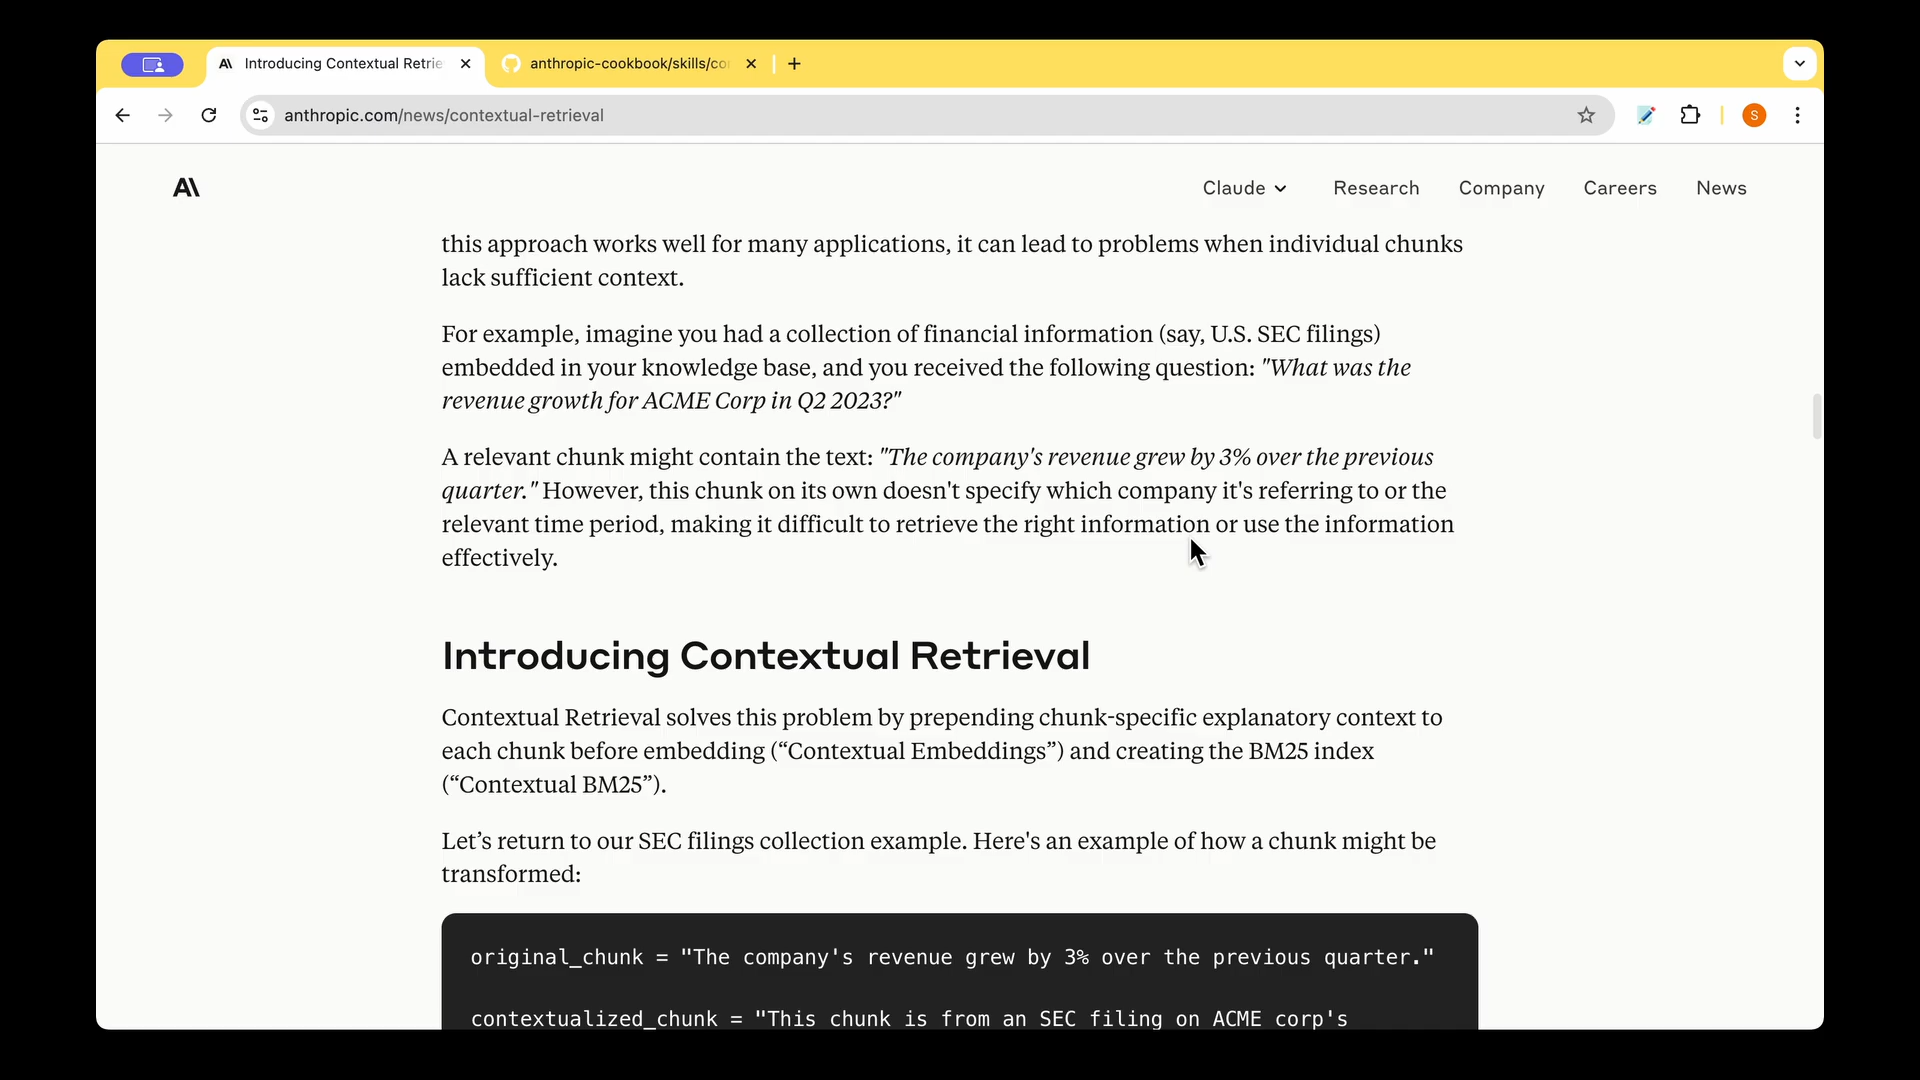 Introducing Contextual Retrie
anthropic-cookbook/skills/co
anthropic.com/news/contextual-retrieval
S
Claude Research Company Careers News
this approach works well for many applications, it can lead to problems when individual chunks
lack sufficient context.
For example, imagine you had a collection of financial information (say, U.S. SEC filings)
embedded in your knowledge base, and you received the following question: "What was the
revenue growth for ACME Corp in Q2 2023?"
A relevant chunk might contain the text: "The company's revenue grew by 3% over the previous
quarter." However, this chunk on its own doesn't specify which company it's referring to or the
relevant time period, making it difficult to retrieve the right information or use the information
effectively.
Introducing Contextual Retrieval
Contextual Retrieval solves this problem by prepending chunk-specific explanatory context to
each chunk before embedding (“Contextual Embeddings”) and creating the BM25 index
(“Contextual BM25”).
Let’s return to our SEC filings collection example. Here's an example of how a chunk might be
transformed:
original_chunk = "The company's revenue grew by 3% over the previous quarter."
contextualized_chunk = "This chunk is from an SEC filing on ACME corp's